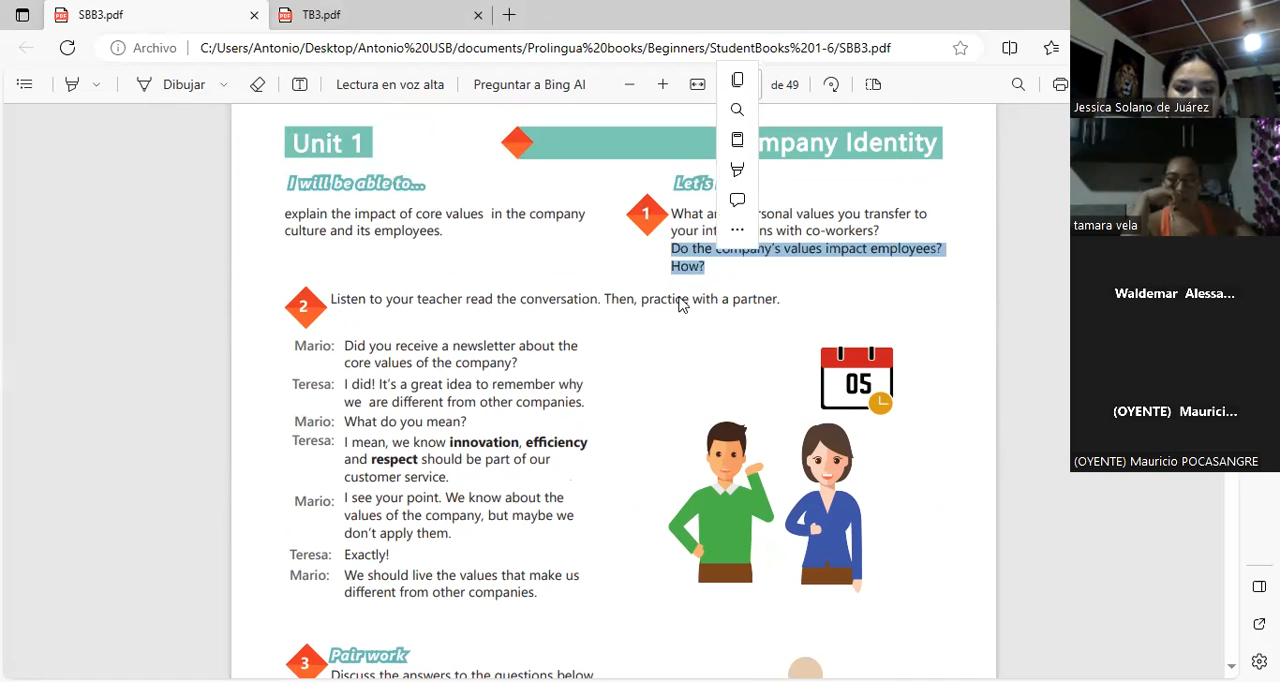 SBB3.pdf
TB3.pdf
Archivo
C:/Users/Antonio/Desktop/Antonio%20USB/documents/Prolingua%20books/Beginners/StudentBooks%201-6/SBB3.pdf
Dibujar
Lectura en voz alta
Preguntar a Bing AI
de 49
Unit 1
mpany Identity
I will be able to...
explain the impact of core values in the company
culture and its employees.
1
Let's
What a rsonal values you transfer to
your int ns with co-workers?
Do the company's values impact employees?
How?
2
Listen to your teacher read the conversation. Then, practice with a partner.
Mario: Did you receive a newsletter about the
core values of the company?
Teresa: I did! It's a great idea to remember why
we are different from other companies.
Mario: What do you mean?
Teresa: I mean, we know innovation, efficiency
and respect should be part of our
customer service.
Mario: I see your point. We know about the
values of the company, but maybe we
don't apply them.
Teresa: Exactly!
Mario: We should live the values that make us
different from other companies.
05
3
Pair work
Discuss the answers to the questions below
Jessica Solano de Juárez
tamara vela
Waldemar Alessa...
(OYENTE) Maurici...
(OYENTE) Mauricio POCASANGRE